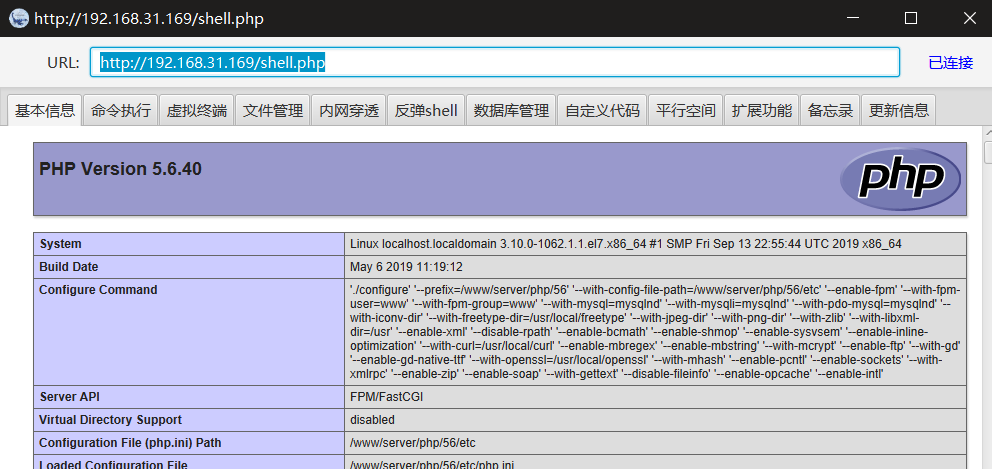 http://192.168.31.169/shell.php
URL: http://192.168.31.169/shell.php 已连接
基本信息 命令执行 虚拟终端 文件管理 内网穿透 反弹shell 数据库管理 自定义代码 平行空间 扩展功能 备忘录 更新信息
PHP Version 5.6.40 php
System Linux localhost.localdomain 3.10.0-1062.1.1.el7.x86_64 #1 SMP Fri Sep 13 22:55:44 UTC 2019 x86_64
Build Date May 6 2019 11:19:12
Configure Command './configure' '--prefix=/www/server/php/56' '--with-config-file-path=/www/server/php/56/etc' '--enable-fpm' '--with-fpm-
user=www' '--with-fpm-group=www' '--with-mysql=mysqlnd' '--with-mysqli=mysqlnd' '--with-pdo-mysql=mysqlnd' '--
with-iconv-dir' '--with-freetype-dir=/usr/local/freetype' '--with-jpeg-dir' '--with-png-dir' '--with-zlib' '--with-libxml-
dir=/usr' '--enable-xml' '--disable-rpath' '--enable-bcmath' '--enable-shmop' '--enable-sysvsem' '--enable-inline-
optimization' '--with-curl=/usr/local/curl' '--enable-mbregex' '--enable-mbstring' '--with-mcrypt' '--enable-ftp' '--with-gd'
'--enable-gd-native-ttf' '--with-openssl=/usr/local/openssl' '--with-mhash' '--enable-pcntl' '--enable-sockets' '--with-
xmlrpc' '--enable-zip' '--enable-soap' '--with-gettext' '--disable-fileinfo' '--enable-opcache' '--enable-intl'
Server API FPM/FastCGI
Virtual Directory Support disabled
Configuration File (php.ini) Path /www/server/php/56/etc
Loaded Configuration File /www/server/php/56/etc/php.ini